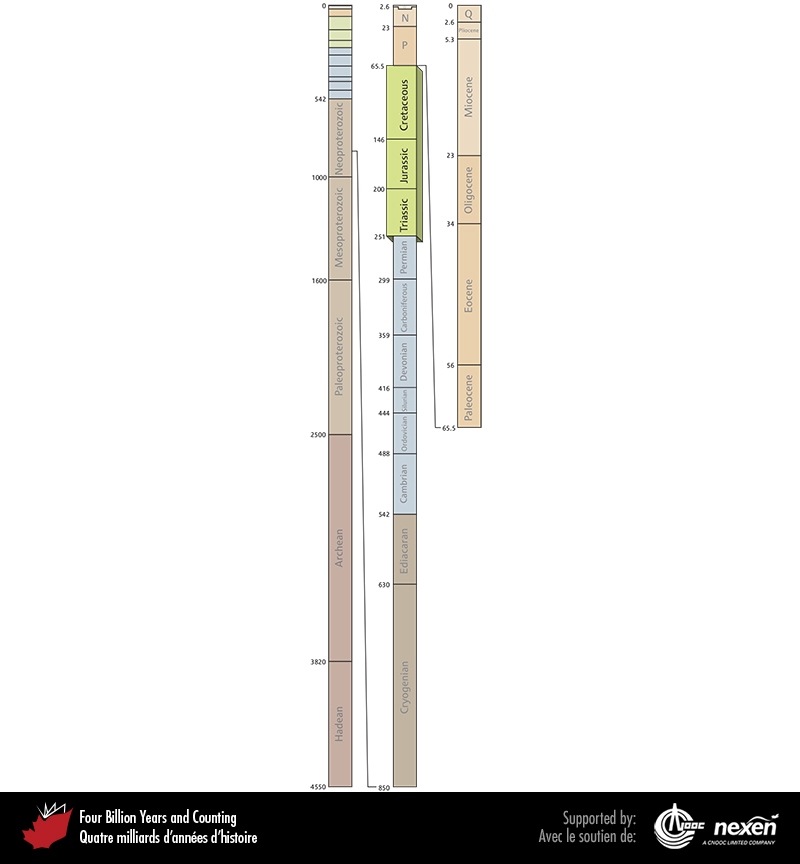 0
542
1000
1600
2500
3820
4550
Neoproterozoic
Mesoproterozoic
Paleoproterozoic
Archean
Hadean
2.6
23
65.5
146
200
251
299
359
416
444
488
542
630
850
N
P
Cretaceous
Jurassic
Triassic
Permian
Carboniferous
Devonian
Silurian
Ordovician
Cambrian
Ediacaran
Cryogenian
0
2.6
5.3
23
34
56
65.5
Q
Pliocene
Miocene
Oligocene
Eocene
Paleocene
Four Billion Years and Counting
Quatre milliards d'années d'histoire
Supported by:
Avec le soutien de:
CNOOC
nexen
A CNOOC LIMITED COMPANY